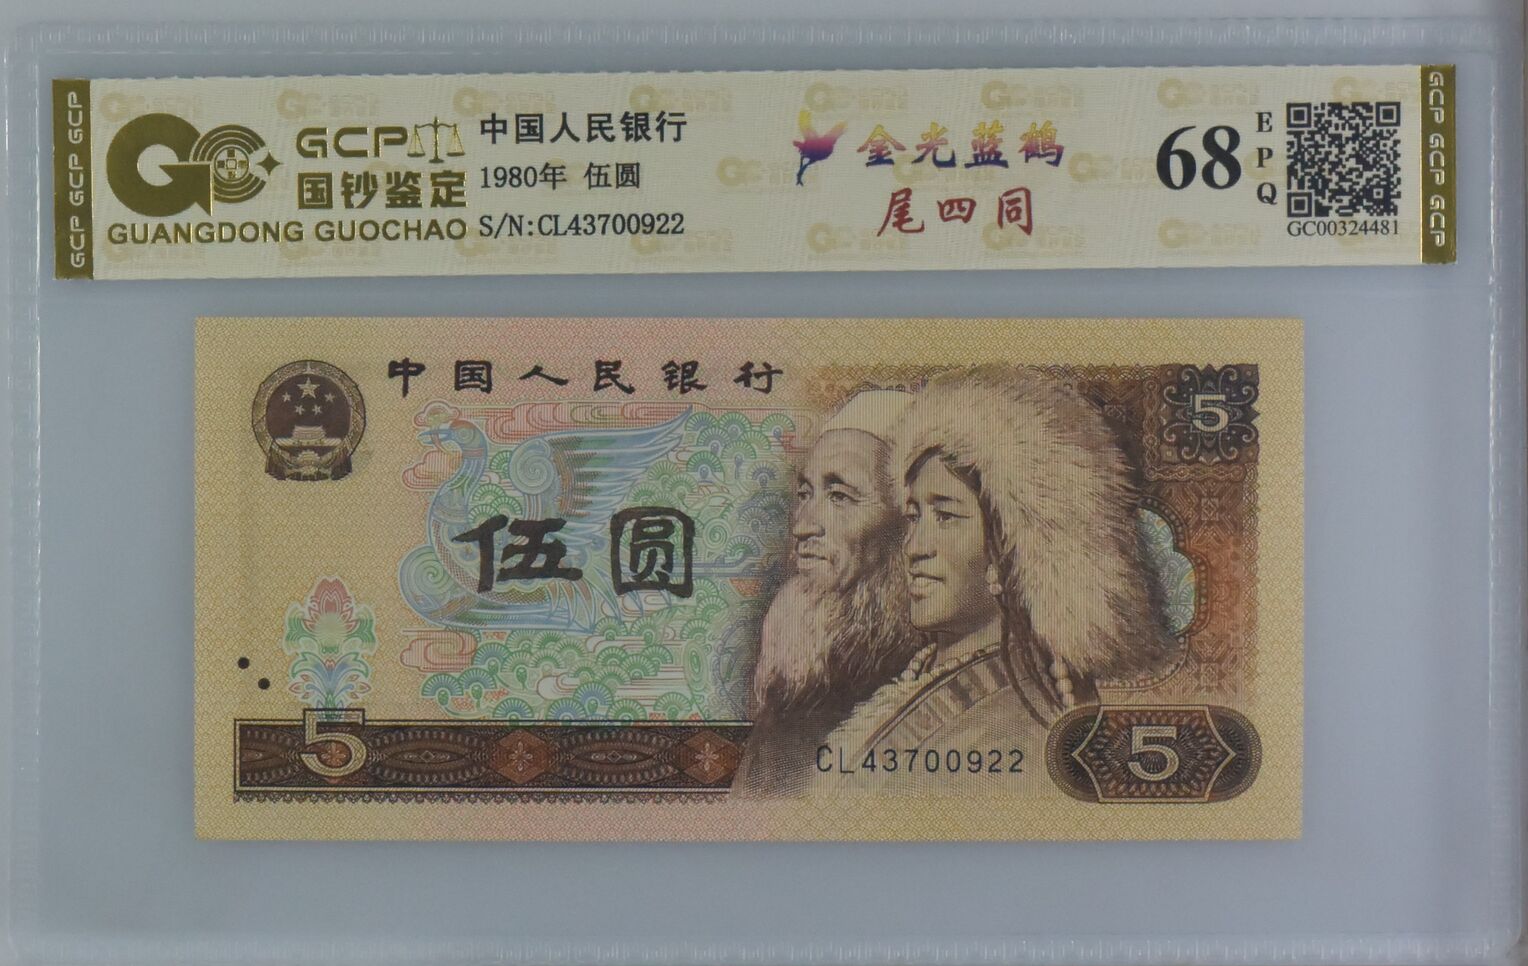 GCP GCP GCP
GCP
国钞鉴定
GUANGDONG GUOCHAO
中国人民银行
1980年 伍圆
S/N:CL43700922
金光蓝鹤
尾四同
68
EPQ
GC00324481
GCP GCP GCP
中国人民银行
5
伍圆
5
CL43700922
5